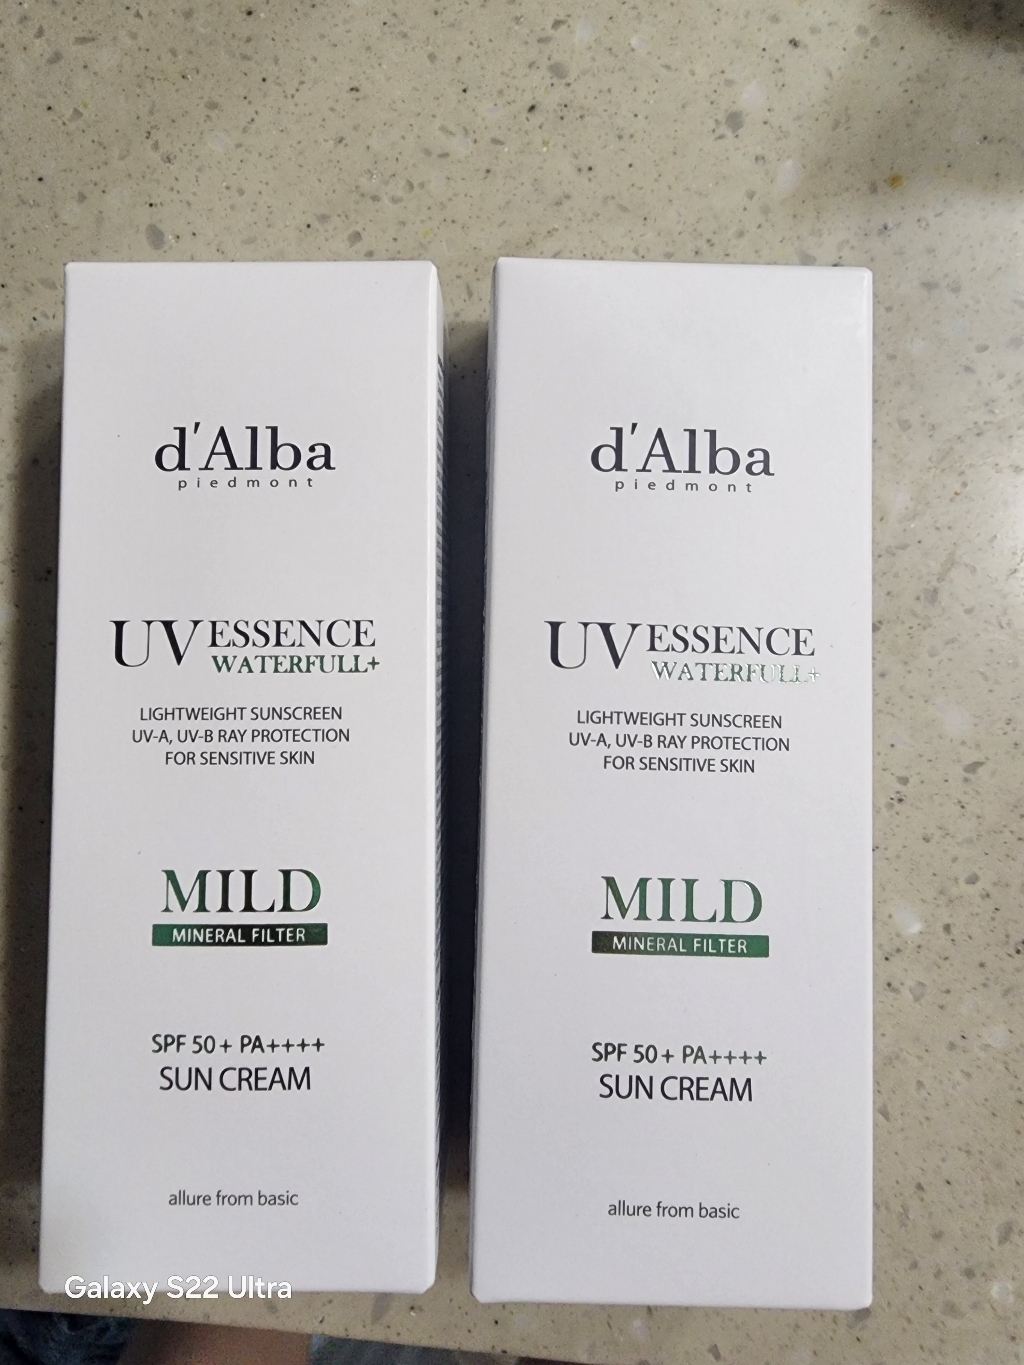 d'Alba
piedmont
UV ESSENCE
WATERFULL+
LIGHTWEIGHT SUNSCREEN
UV-A, UV-B RAY PROTECTION
FOR SENSITIVE SKIN
MILD
MINERAL FILTER
SPF 50+ PA++++
SUN CREAM
allure from basic
d'Alba
piedmont
UV ESSENCE
WATERFULL+
LIGHTWEIGHT SUNSCREEN
UV-A, UV-B RAY PROTECTION
FOR SENSITIVE SKIN
MILD
MINERAL FILTER
SPF 50+ PA++++
SUN CREAM
allure from basic
Galaxy S22 Ultra